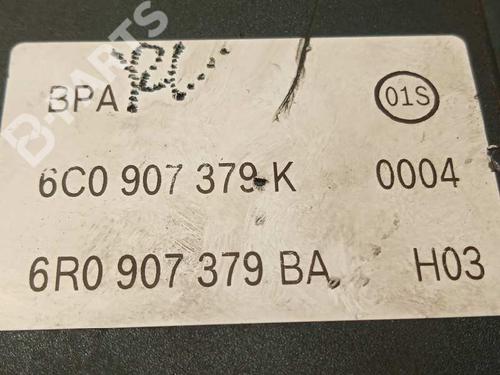 B-PARTS
BPA
01S
6C0 907 379 K 0004
6R0 907 379 BA H03